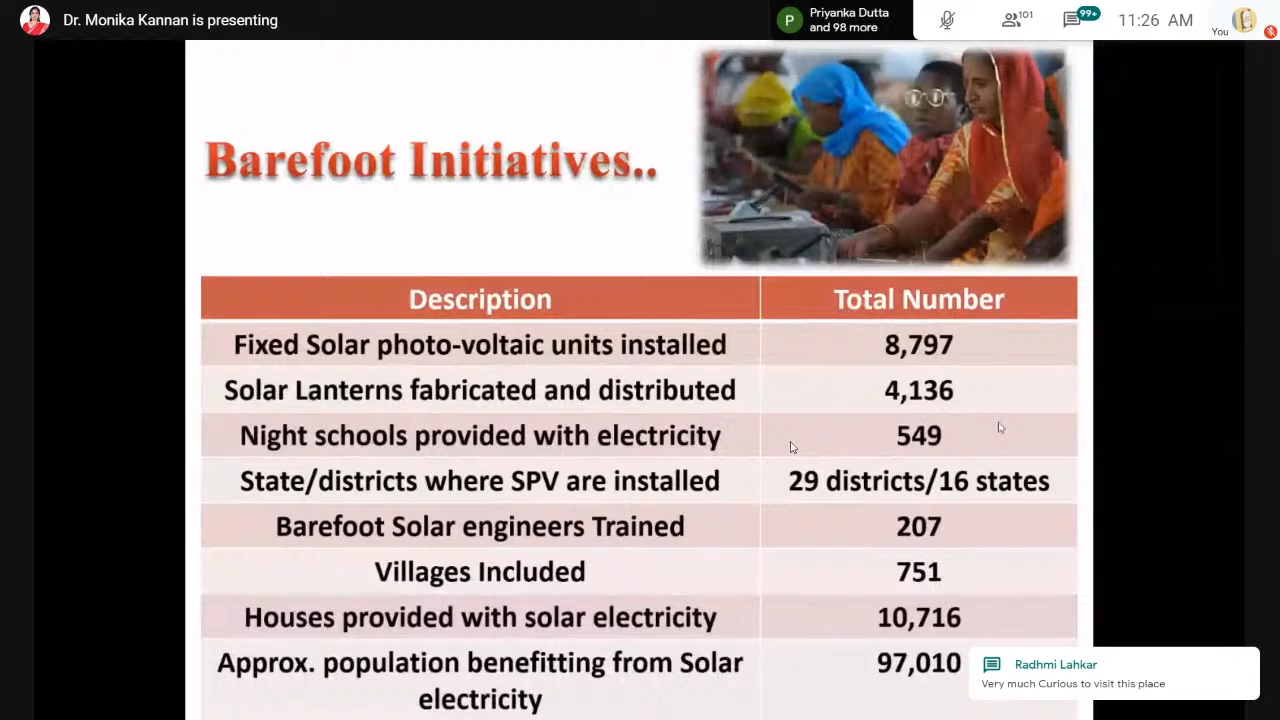 Dr. Monika Kannan is presenting
P
Priyanka Dutta
and 98 more
101
99+
11:26 AM
You
Barefoot Initiatives..
Description Total Number
Fixed Solar photo-voltaic units installed 8,797
Solar Lanterns fabricated and distributed 4,136
Night schools provided with electricity 549
State/districts where SPV are installed 29 districts/16 states
Barefoot Solar engineers Trained 207
Villages Included 751
Houses provided with solar electricity 10,716
Approx. population benefitting from Solar 97,010
electricity
Radhmi Lahkar
Very much Curious to visit this place